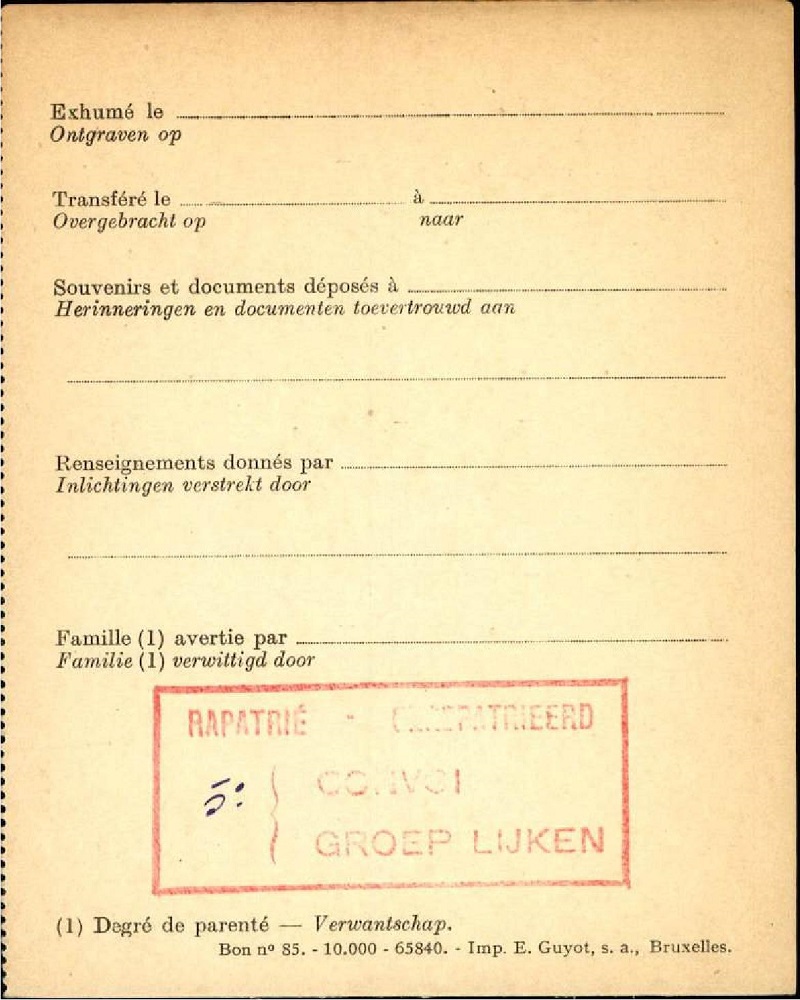 Exhumé le
Ontgraven op
Transféré le à
Overgebracht op naar
Souvenirs et documents déposés à
Herinneringen en documenten toevertrouwd aan
Renseignements donnés par
Inlichtingen verstrekt door
Famille (1) avertie par
Familie (1) verwittigd door
RAPATRIÉ -
5:
CONVOI
GROEP LIJKEN
(1) Degré de parenté — Verwantschap.
Bon nº 85. - 10.000 - 65840. - Imp. E. Guyot, s. a., Bruxelles.